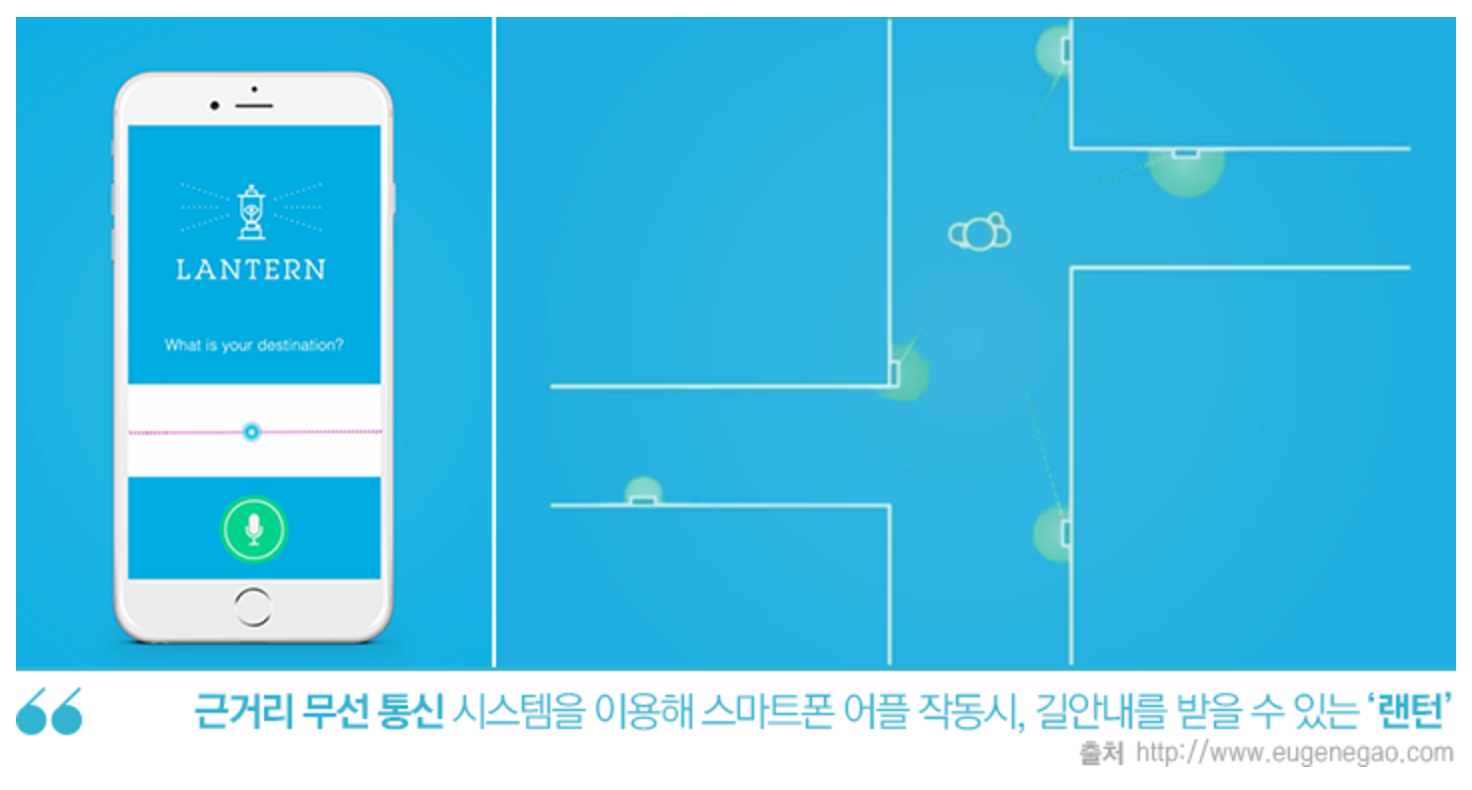 LANTERN
What is your destination?
근거리 무선 통신 시스템을 이용해 스마트폰 어플 작동시, 길안내를 받을 수 있는 ‘랜턴’
출처 http://www.eugenegao.com